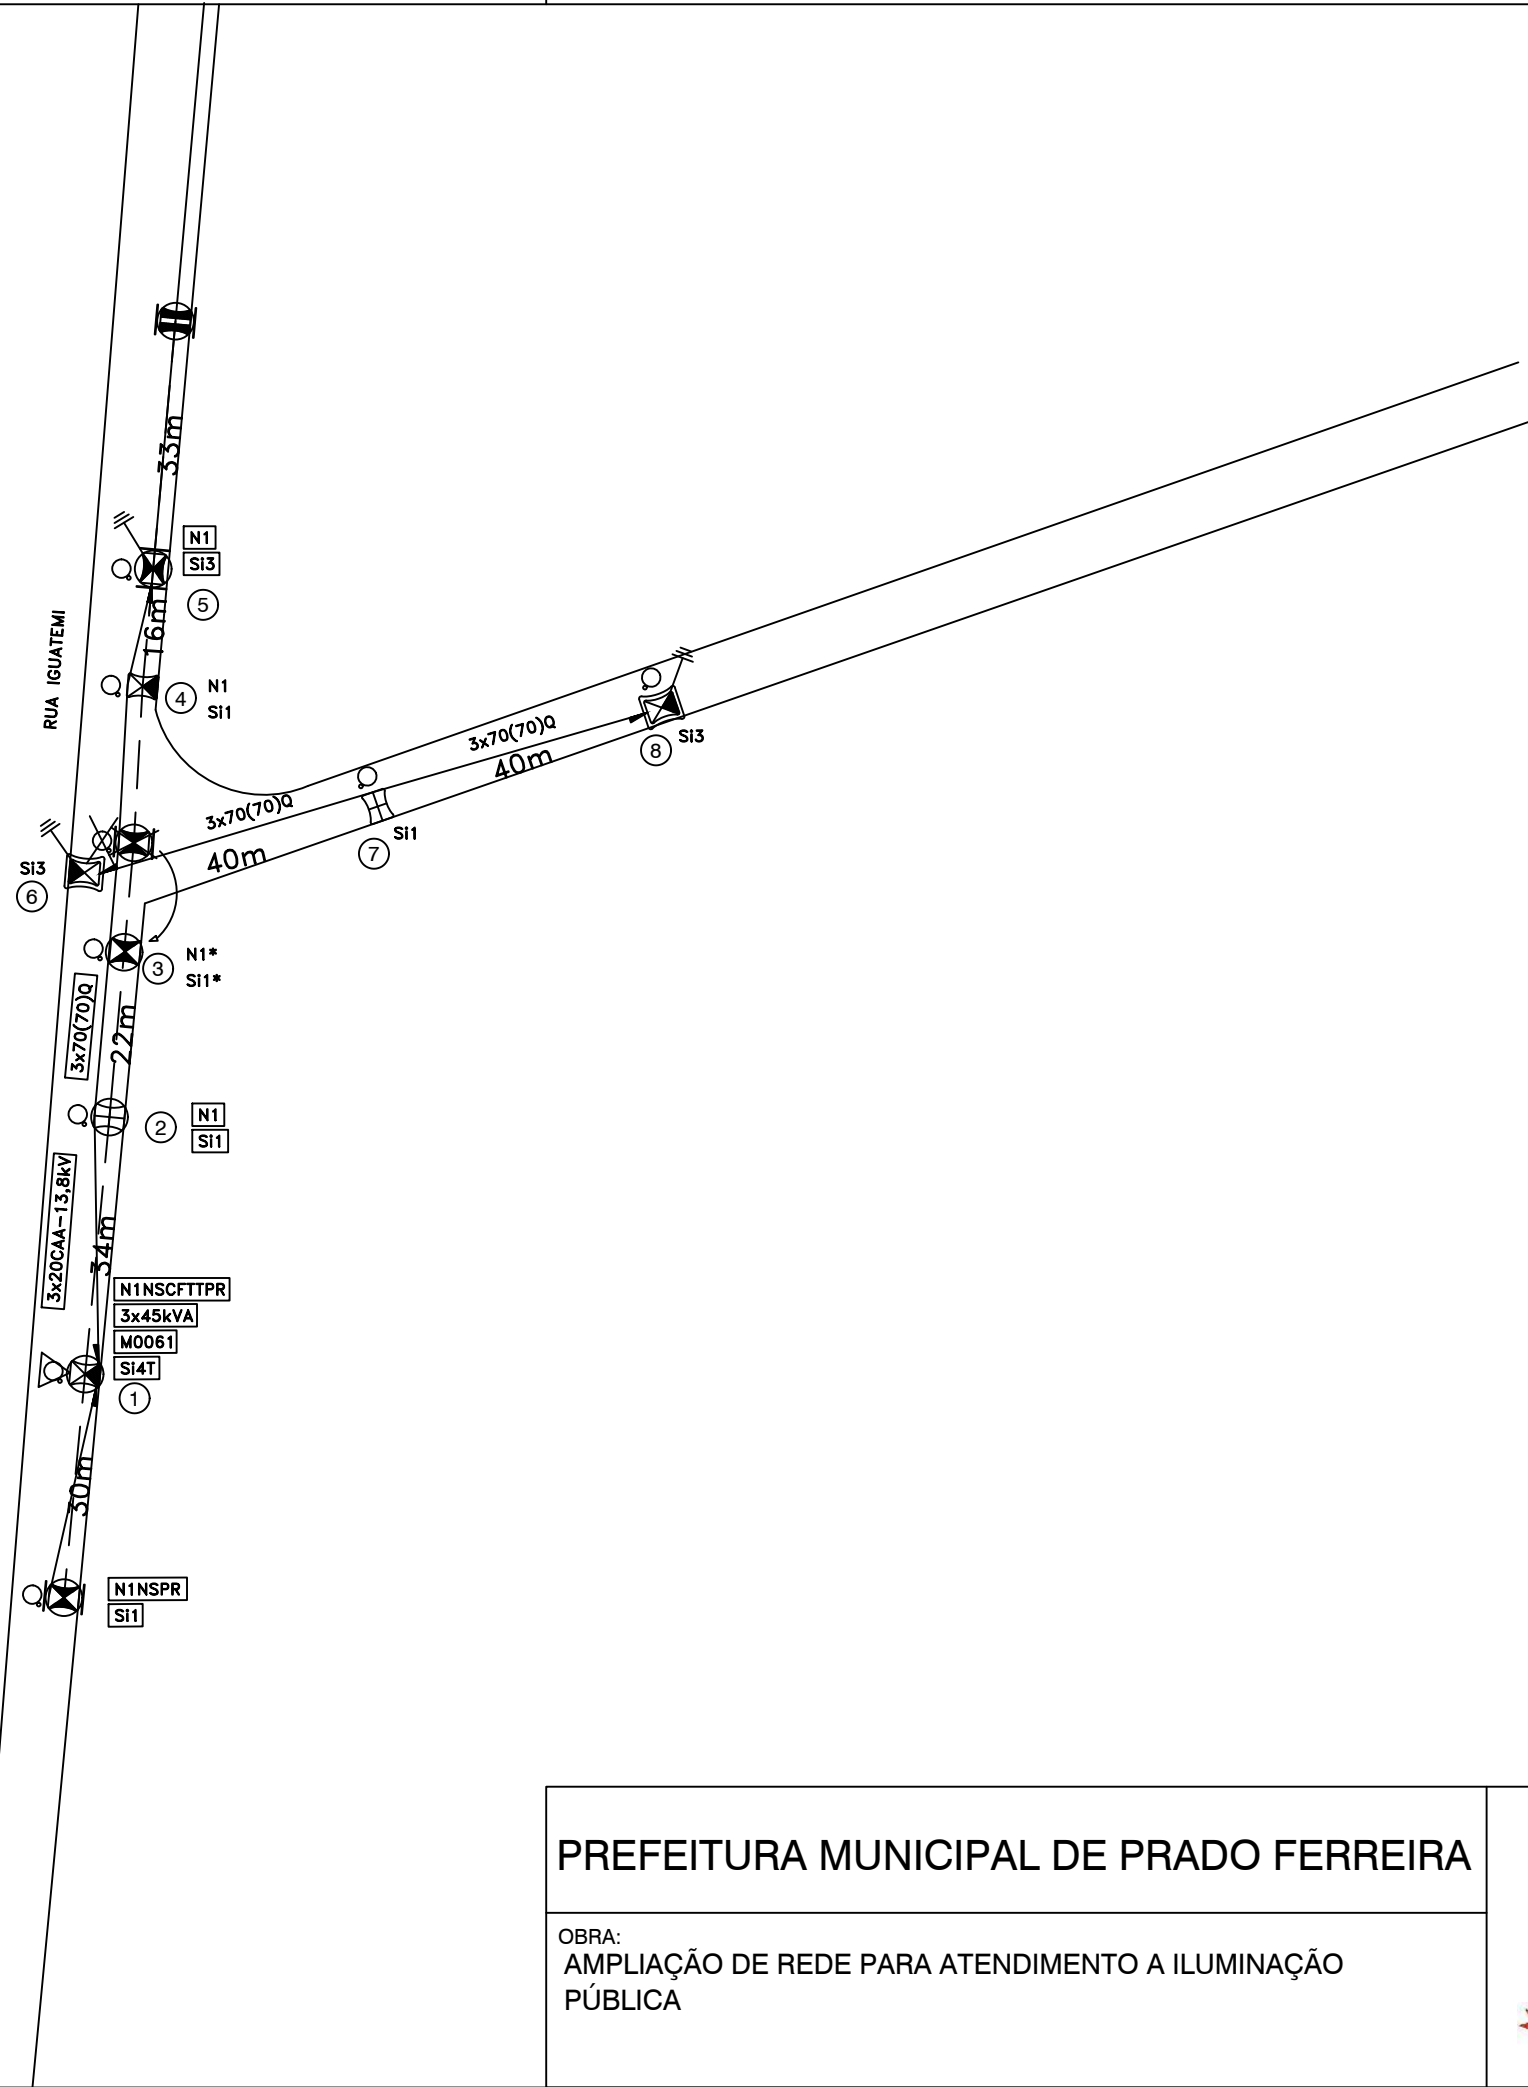 33m
N1
Si3
5
16m
RUA IGUATEMI
4
N1
Si1
3x70(70)Q
40m
8
Si3
3x70(70)Q
40m
7
Si1
Si3
6
3
N1*
Si1*
3x70(70)Q
22m
2
N1
Si1
3x20CAA-13,8kV
34m
N1NSCFTTPR
3x45kVA
M0061
Si4T
1
30m
N1NSPR
Si1
PREFEITURA MUNICIPAL DE PRADO FERREIRA
OBRA:
AMPLIAÇÃO DE REDE PARA ATENDIMENTO A ILUMINAÇÃO
PÚBLICA